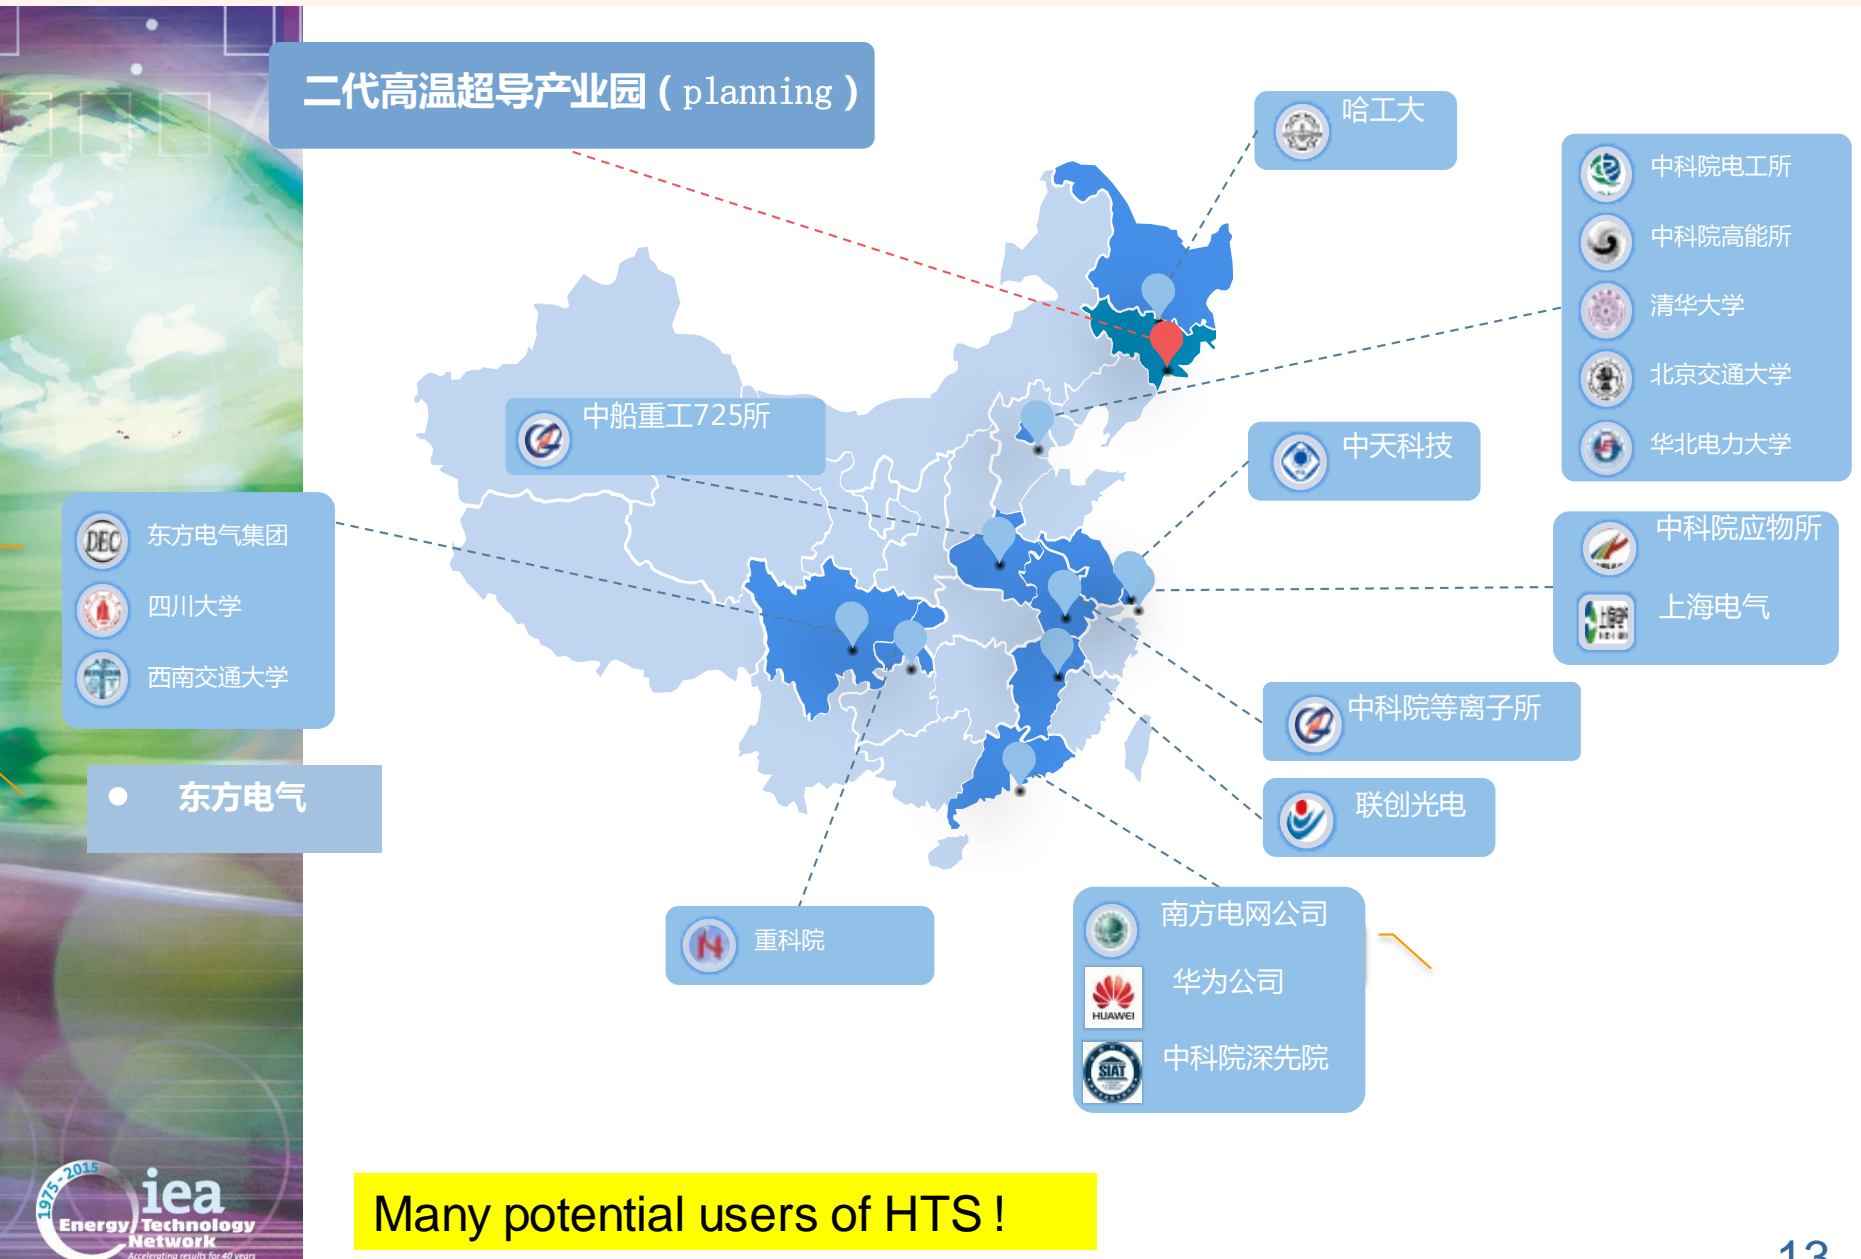 二代高温超导产业园（planning）
哈工大
中科院电工所
中科院高能所
清华大学
北京交通大学
华北电力大学
中船重工725所
中天科技
东方电气集团
四川大学
西南交通大学
中科院应物所
上海电气
中科院等离子所
东方电气
联创光电
重科院
南方电网公司
华为公司
HUAWEI
中科院深先院
SIAT
DEC
1975-2015
iea
Energy Technology
Network
Accelerating results for 40 years
Many potential users of HTS !
13